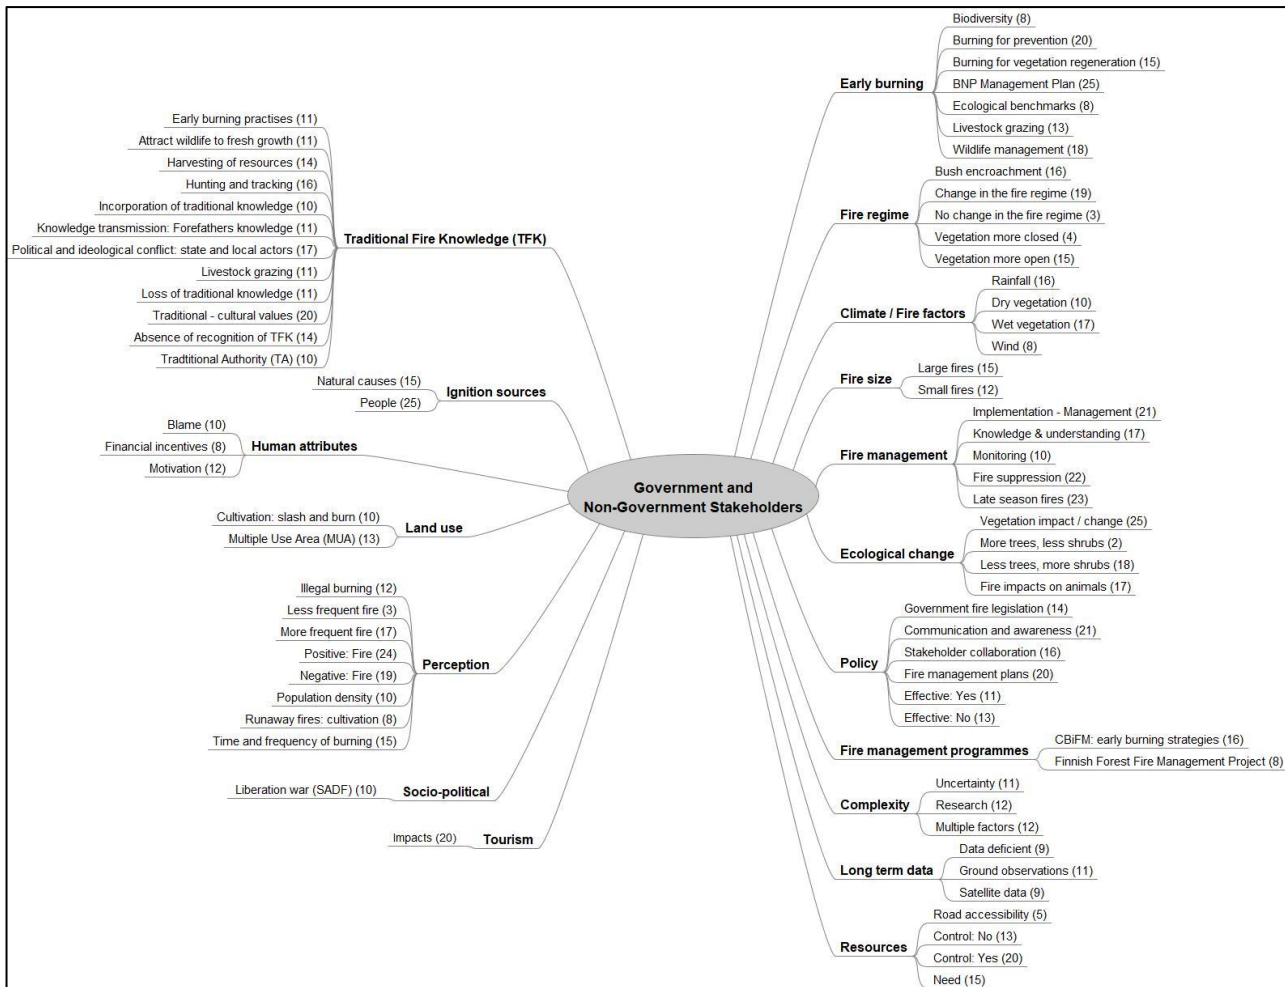 Government and
Non-Government Stakeholders
Traditional Fire Knowledge (TFK)
Early burning practises (11)
Attract wildlife to fresh growth (11)
Harvesting of resources (14)
Hunting and tracking (16)
Incorporation of traditional knowledge (10)
Knowledge transmission: Forefathers knowledge (11)
Political and ideological conflict: state and local actors (17)
Livestock grazing (11)
Loss of traditional knowledge (11)
Traditional - cultural values (20)
Absence of recognition of TFK (14)
Tradtitional Authority (TA) (10)
Ignition sources
Natural causes (15)
People (25)
Human attributes
Blame (10)
Financial incentives (8)
Motivation (12)
Land use
Cultivation: slash and burn (10)
Multiple Use Area (MUA) (13)
Perception
Illegal burning (12)
Less frequent fire (3)
More frequent fire (17)
Positive: Fire (24)
Negative: Fire (19)
Population density (10)
Runaway fires: cultivation (8)
Time and frequency of burning (15)
Socio-political
Liberation war (SADF) (10)
Tourism
Impacts (20)
Early burning
Biodiversity (8)
Burning for prevention (20)
Burning for vegetation regeneration (15)
BNP Management Plan (25)
Ecological benchmarks (8)
Livestock grazing (13)
Wildlife management (18)
Fire regime
Bush encroachment (16)
Change in the fire regime (19)
No change in the fire regime (3)
Vegetation more closed (4)
Vegetation more open (15)
Climate / Fire factors
Rainfall (16)
Dry vegetation (10)
Wet vegetation (17)
Wind (8)
Fire size
Large fires (15)
Small fires (12)
Fire management
Implementation - Management (21)
Knowledge & understanding (17)
Monitoring (10)
Fire suppression (22)
Late season fires (23)
Ecological change
Vegetation impact / change (25)
More trees, less shrubs (2)
Less trees, more shrubs (18)
Fire impacts on animals (17)
Policy
Government fire legislation (14)
Communication and awareness (21)
Stakeholder collaboration (16)
Fire management plans (20)
Effective: Yes (11)
Effective: No (13)
Fire management programmes
CBiFM: early burning strategies (16)
Finnish Forest Fire Management Project (8)
Complexity
Uncertainty (11)
Research (12)
Multiple factors (12)
Long term data
Data deficient (9)
Ground observations (11)
Satellite data (9)
Resources
Road accessibility (5)
Control: No (13)
Control: Yes (20)
Need (15)